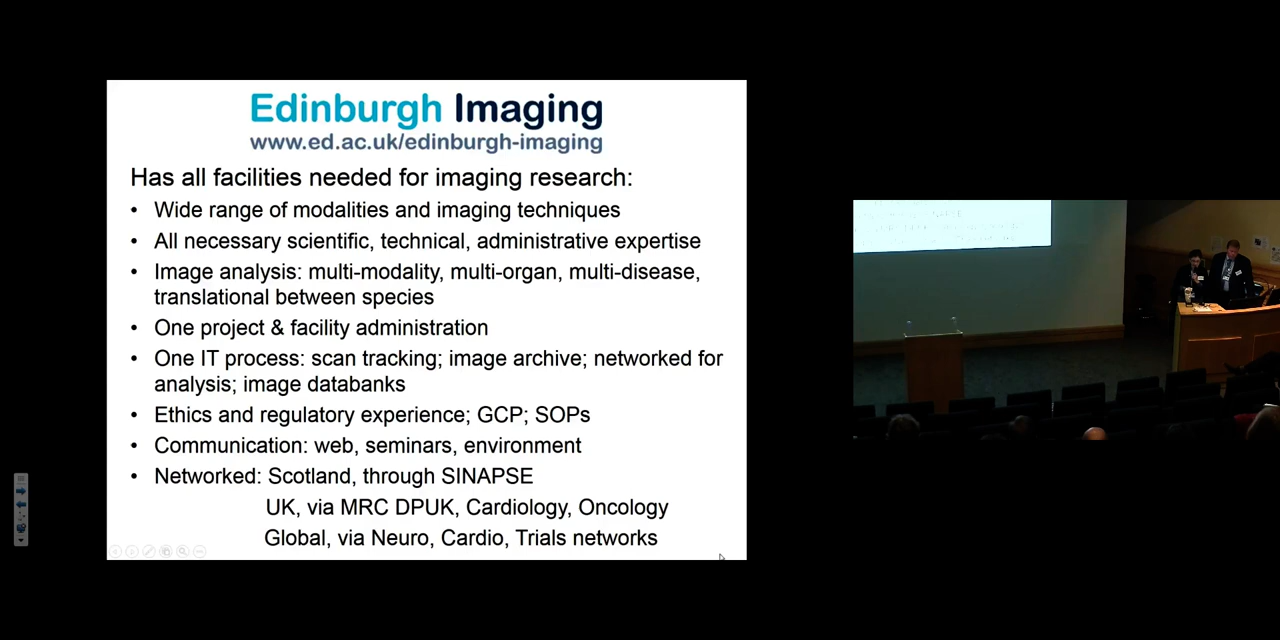 Edinburgh Imaging
www.ed.ac.uk/edinburgh-imaging
Has all facilities needed for imaging research:
• Wide range of modalities and imaging techniques
• All necessary scientific, technical, administrative expertise
• Image analysis: multi-modality, multi-organ, multi-disease,
translational between species
• One project & facility administration
• One IT process: scan tracking; image archive; networked for
analysis; image databanks
• Ethics and regulatory experience; GCP; SOPs
• Communication: web, seminars, environment
• Networked: Scotland, through SINAPSE
UK, via MRC DPUK, Cardiology, Oncology
Global, via Neuro, Cardio, Trials networks